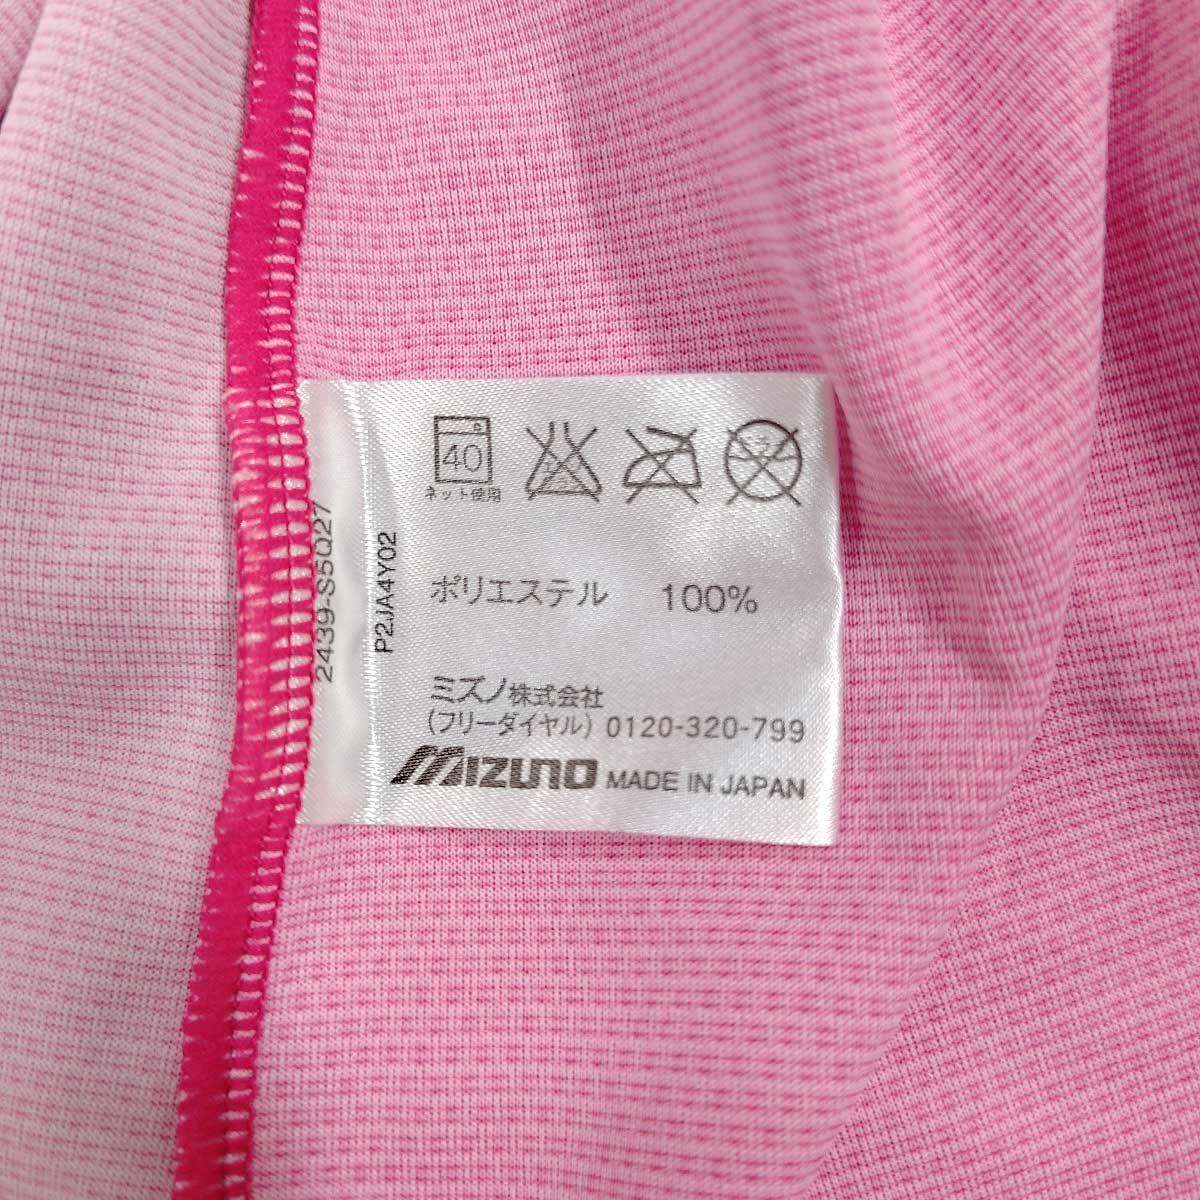 40
ネット使用
ポリエステル 100%
ミズノ株式会社
(フリーダイヤル) 0120-320-799
MIZUNO MADE IN JAPAN
P2JA4Y02
2439-S5Q27